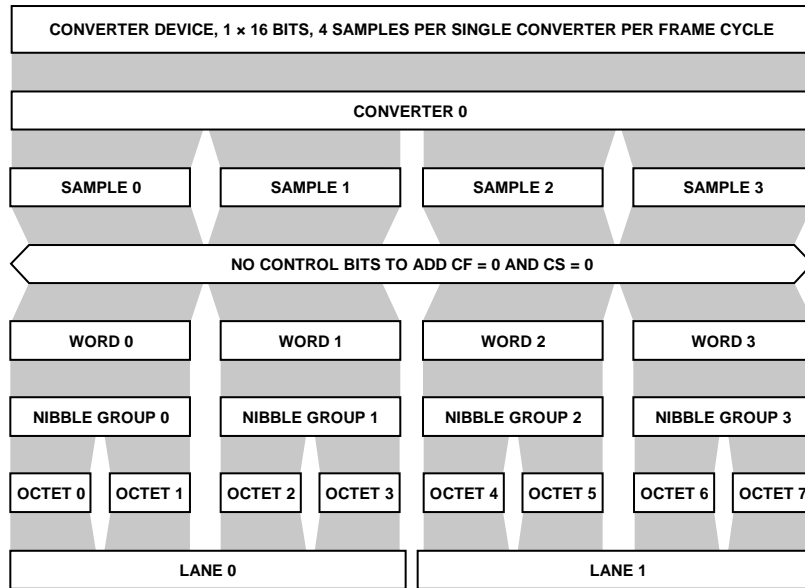 CONVERTER DEVICE, 1 × 16 BITS, 4 SAMPLES PER SINGLE CONVERTER PER FRAME CYCLE
CONVERTER 0
SAMPLE 0 SAMPLE 1 SAMPLE 2 SAMPLE 3
NO CONTROL BITS TO ADD CF = 0 AND CS = 0
WORD 0 WORD 1 WORD 2 WORD 3
NIBBLE GROUP 0 NIBBLE GROUP 1 NIBBLE GROUP 2 NIBBLE GROUP 3
OCTET 0 OCTET 1 OCTET 2 OCTET 3 OCTET 4 OCTET 5 OCTET 6 OCTET 7
LANE 0 LANE 1